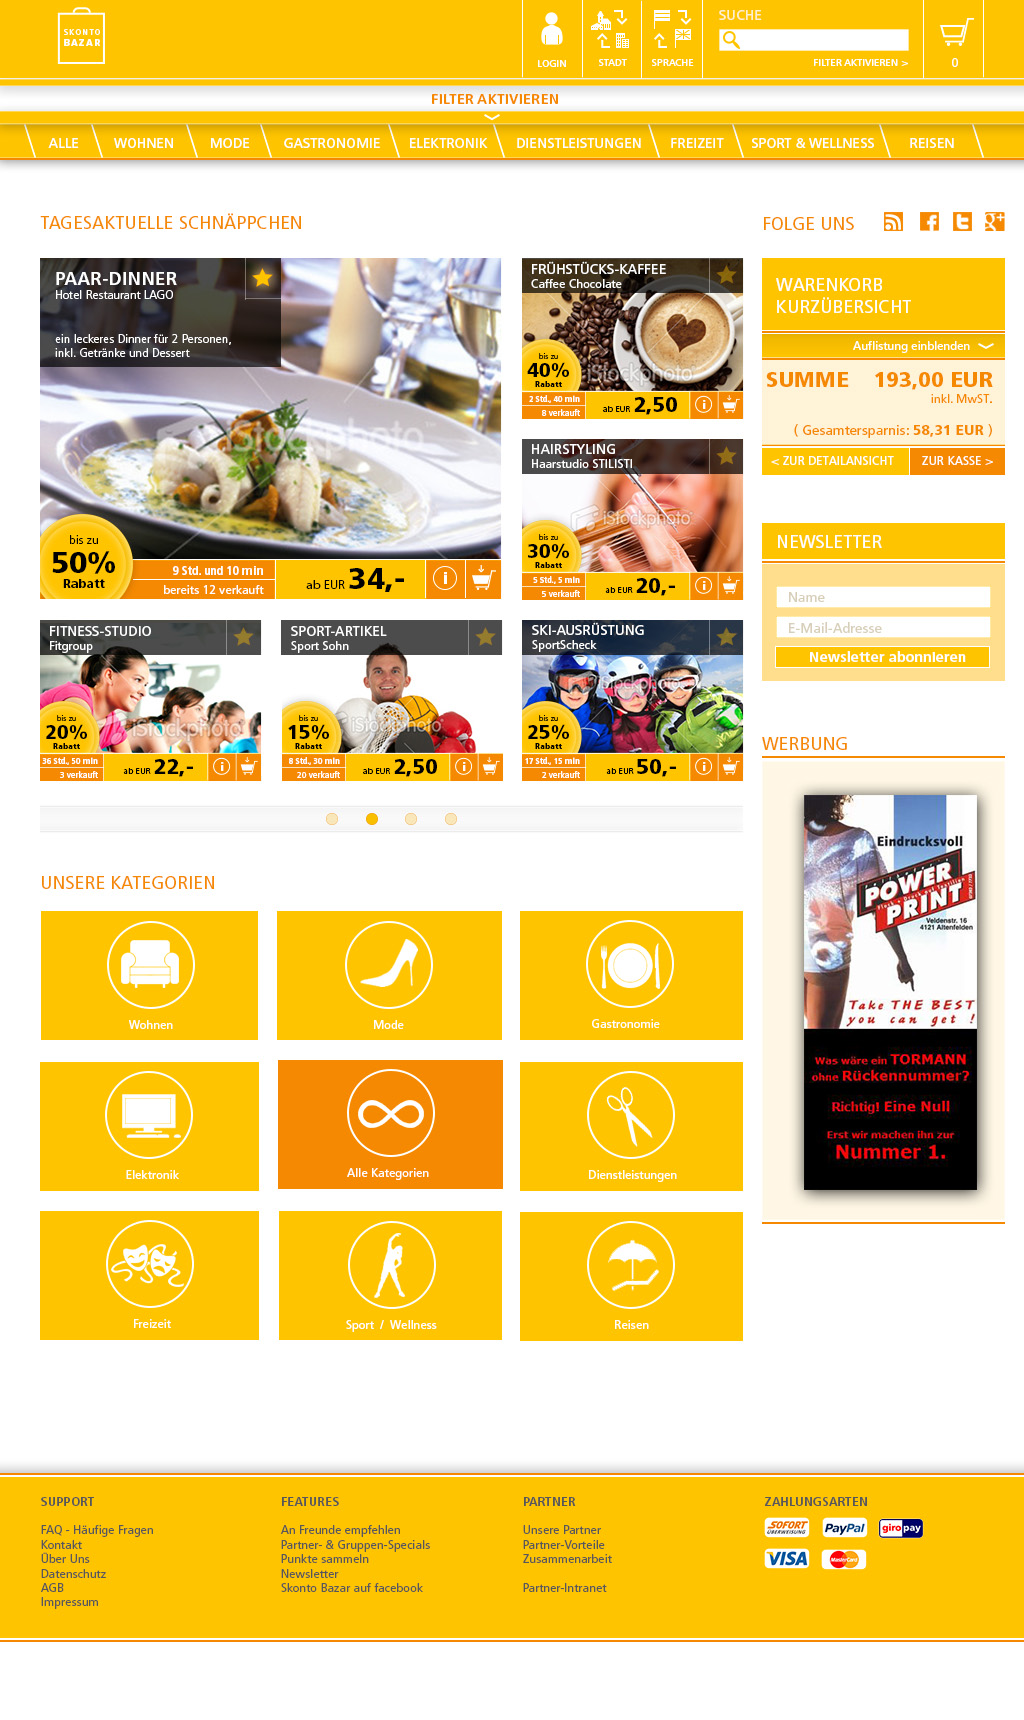 SKONTO
BAZAR
LOGIN
STADT
SPRACHE
SUCHE
FILTER AKTIVIEREN >
0
FILTER AKTIVIEREN
ALLE
WOHNEN
MODE
GASTRONOMIE
ELEKTRONIK
DIENSTLEISTUNGEN
FREIZEIT
SPORT & WELLNESS
REISEN
TAGESAKTUELLE SCHNÄPPCHEN
PAAR-DINNER
Hotel Restaurant LAGO
ein leckeres Dinner für 2 Personen,
inkl. Getränke und Dessert
iStockphoto
bis zu
50%
Rabatt
9 Std. und 10 min
bereits 12 verkauft
ab EUR 34,-
FRÜHSTÜCKS-KAFFEE
Caffee Chocolate
iStockphoto
bis zu
40%
Rabatt
2 Std., 40 min
8 verkauft
ab EUR 2,50
HAIRSTYLING
Haarstudio STILISTI
iStockphoto
bis zu
30%
Rabatt
5 Std., 5 min
5 verkauft
ab EUR 20,-
FITNESS-STUDIO
Fitgroup
iStockphoto
bis zu
20%
Rabatt
36 Std., 50 min
3 verkauft
ab EUR 22,-
SPORT-ARTIKEL
Sport Sohn
iStockphoto
bis zu
15%
Rabatt
8 Std., 30 min
20 verkauft
ab EUR 2,50
SKI-AUSRÜSTUNG
SportScheck
iStockphoto
bis zu
25%
Rabatt
17 Std., 15 min
2 verkauft
ab EUR 50,-
FOLGE UNS
WARENKORB
KURZÜBERSICHT
Auflistung einblenden
SUMME 193,00 EUR
inkl. MwST.
( Gesamtersparnis: 58,31 EUR )
< ZUR DETAILANSICHT
ZUR KASSE >
NEWSLETTER
Name
E-Mail-Adresse
Newsletter abonnieren
WERBUNG
Eindrucksvoll
POWER
PRINT
Veldenstr. 16
4121 Altenfelden
Take THE BEST
you can get !
Was wäre ein TORMANN
ohne Rückennummer?
Richtig! Eine Null
Erst wir machen ihn zur
Nummer 1.
UNSERE KATEGORIEN
Wohnen
Mode
Gastronomie
Elektronik
Alle Kategorien
Dienstleistungen
Freizeit
Sport / Wellness
Reisen
SUPPORT
FAQ - Häufige Fragen
Kontakt
Über Uns
Datenschutz
AGB
Impressum
FEATURES
An Freunde empfehlen
Partner- & Gruppen-Specials
Punkte sammeln
Newsletter
Skonto Bazar auf facebook
PARTNER
Unsere Partner
Partner-Vorteile
Zusammenarbeit
Partner-Intranet
ZAHLUNGSARTEN
SOFORT
ÜBERWEISUNG
PayPal
giropay
VISA
MasterCard